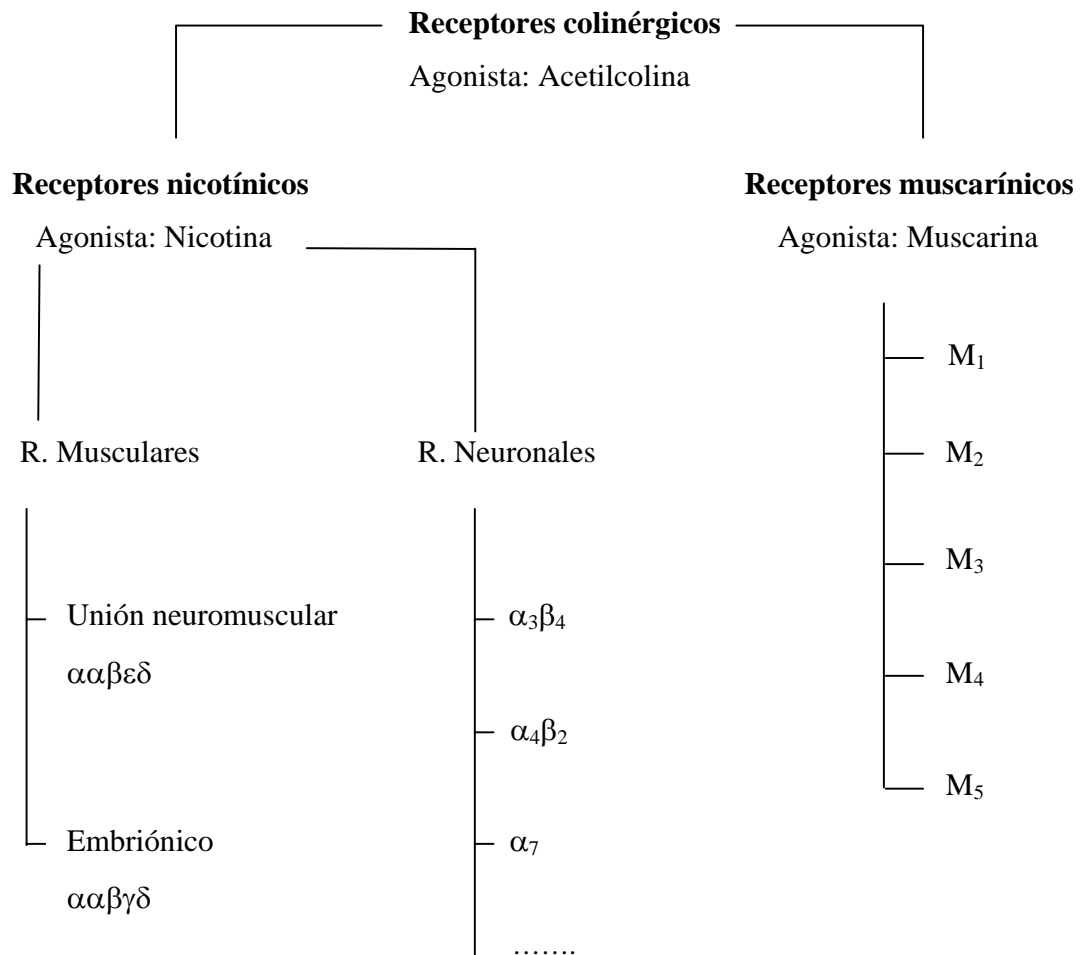 Receptores colinérgicos
Agonista: Acetilcolina
Receptores nicotínicos
Agonista: Nicotina
Receptores muscarínicos
Agonista: Muscarina
R. Musculares
Unión neuromuscular
ααβεδ
Embriónico
ααβγδ
R. Neuronales
α₃β₄
α₄β₂
α₇
.......
M₁
M₂
M₃
M₄
M₅